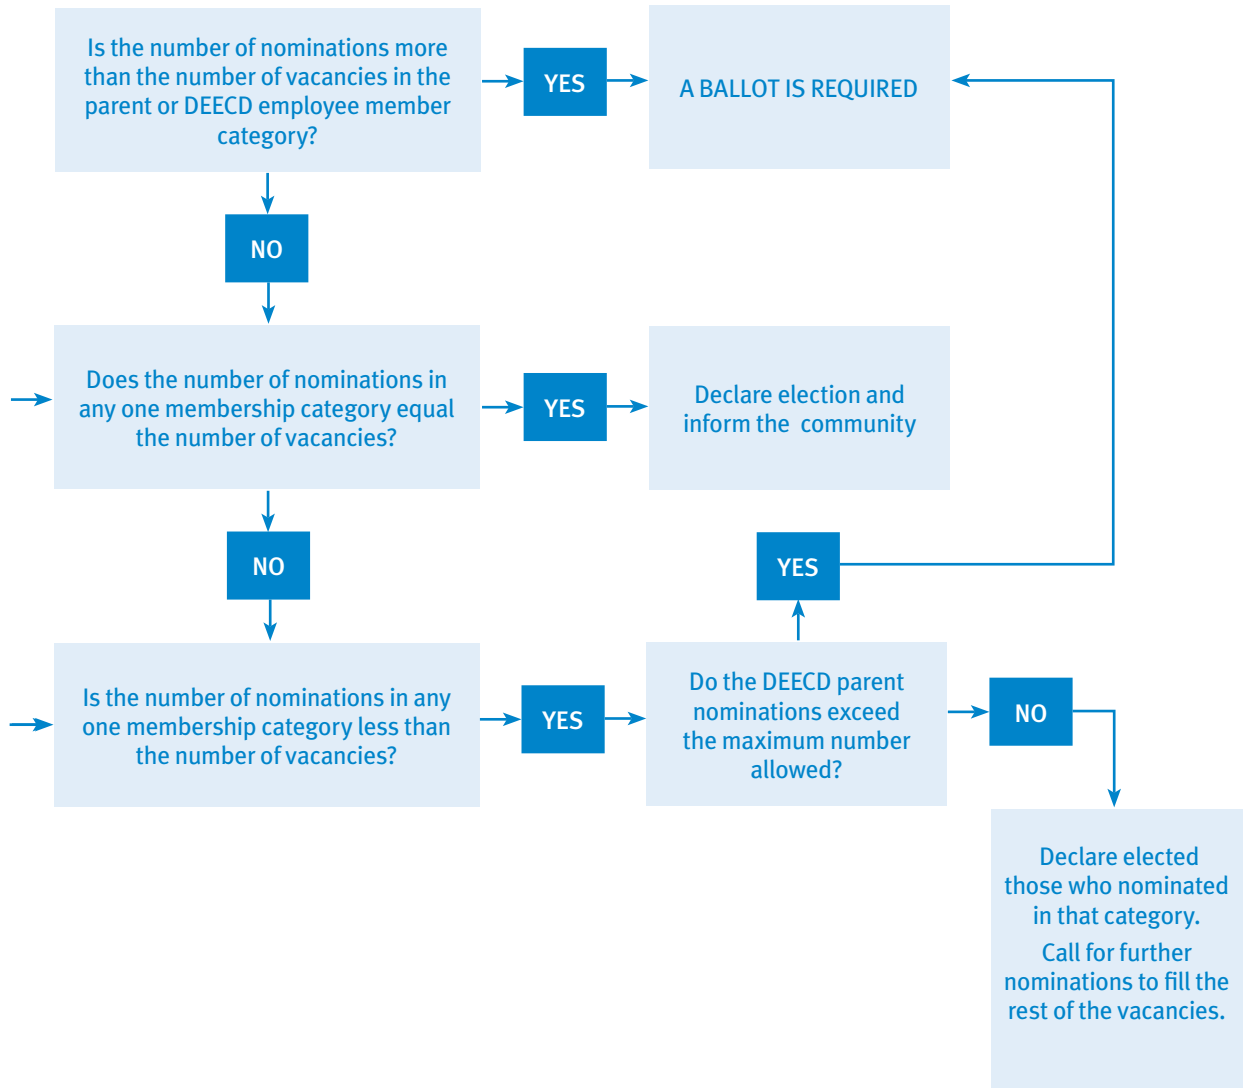 Is the number of nominations more
than the number of vacancies in the
parent or DEECD employee member
category?
YES
A BALLOT IS REQUIRED
NO
Does the number of nominations in
any one membership category equal
the number of vacancies?
YES
Declare election and
inform the community
NO
YES
Is the number of nominations in any
one membership category less than
the number of vacancies?
YES
Do the DEECD parent
nominations exceed
the maximum number
allowed?
NO
Declare elected
those who nominated
in that category.
Call for further
nominations to fill the
rest of the vacancies.